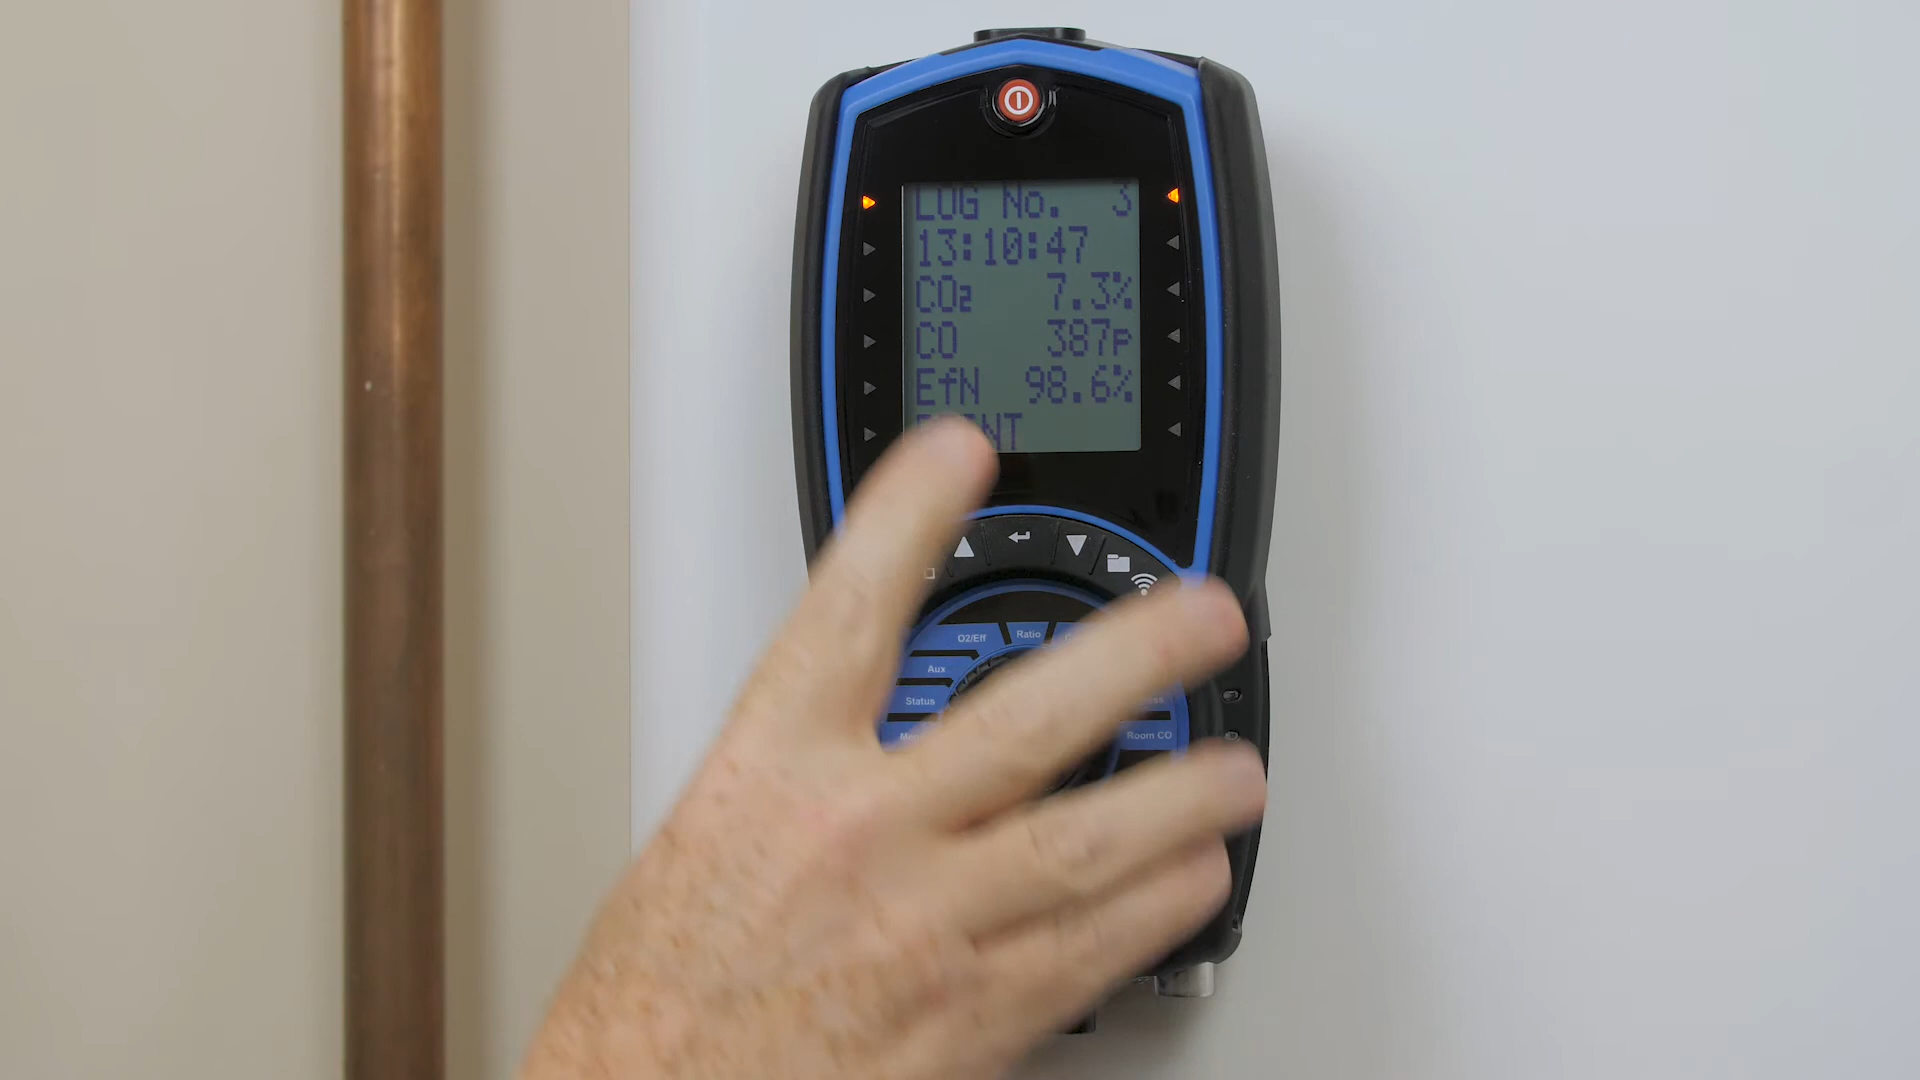 LOG No. 3
13:10:47
CO₂ 7.3%
CO 387p
EfN 98.6%
O2/Eff
Ratio
Aux
Status
Room CO